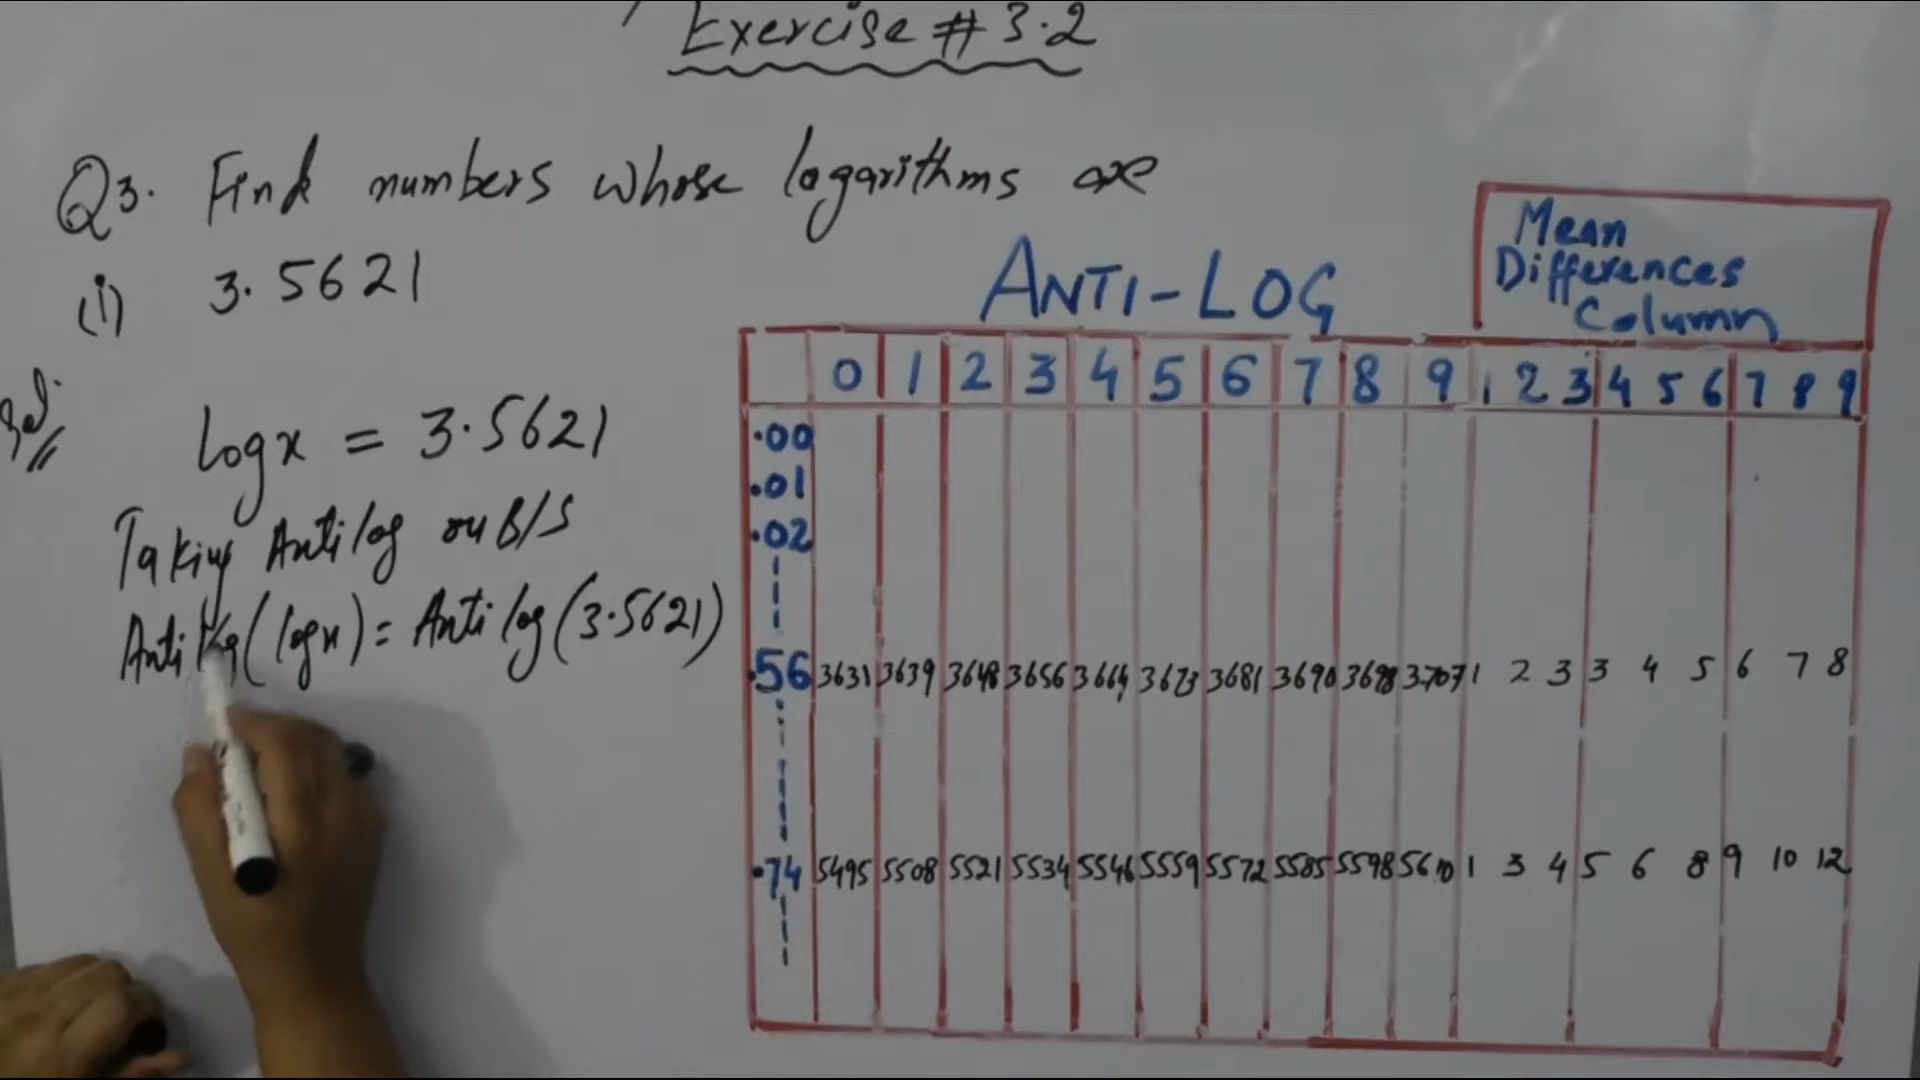 Exercise # 3.2
Q3. Find numbers whose logarithms are
(i) 3.5621
Sol:
log x = 3.5621
Taking Antilog on B/S
Antilog (log x) = Antilog (3.5621)
ANTI-LOG
Mean
Differences
Column
0 1 2 3 4 5 6 7 8 9 1 2 3 4 5 6 7 8 9
.00
.01
.02
.56 3631 3639 3648 3656 3664 3673 3681 3690 3698 3707 1 2 3 3 4 5 6 7 8
.74 5495 5508 5521 5534 5546 5559 5572 5585 5598 5610 1 3 4 5 6 8 9 10 12